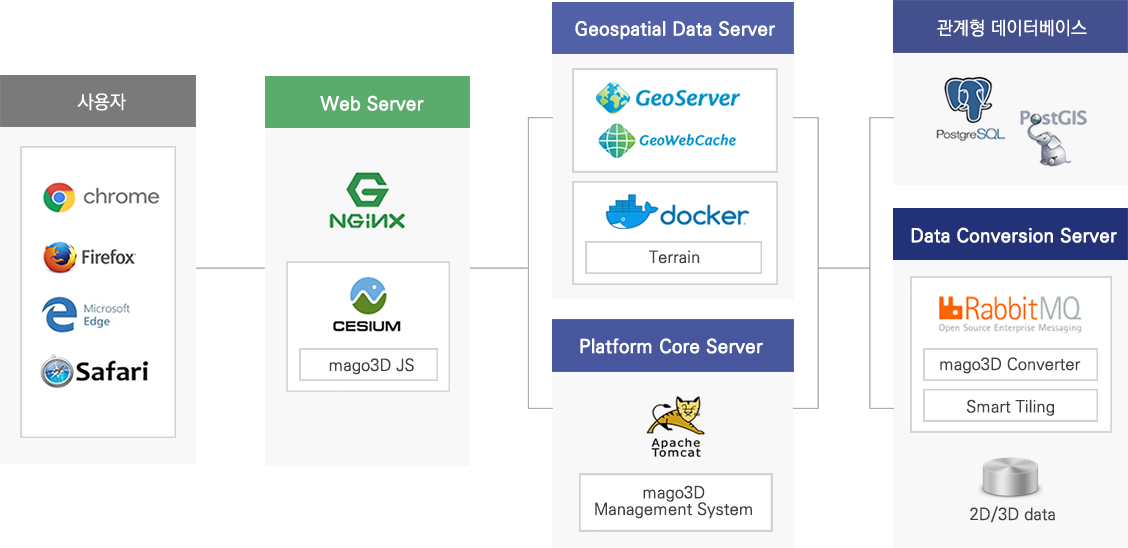 사용자
chrome
Firefox
Microsoft
Edge
Safari
Web Server
NGINX
CESIUM
mago3D JS
Geospatial Data Server
GeoServer
GeoWebCache
docker
Terrain
Platform Core Server
Apache
Tomcat
mago3D
Management System
관계형 데이터베이스
PostgreSQL
PostGIS
Data Conversion Server
RabbitMQ
Open Source Enterprise Messaging
mago3D Converter
Smart Tiling
2D/3D data